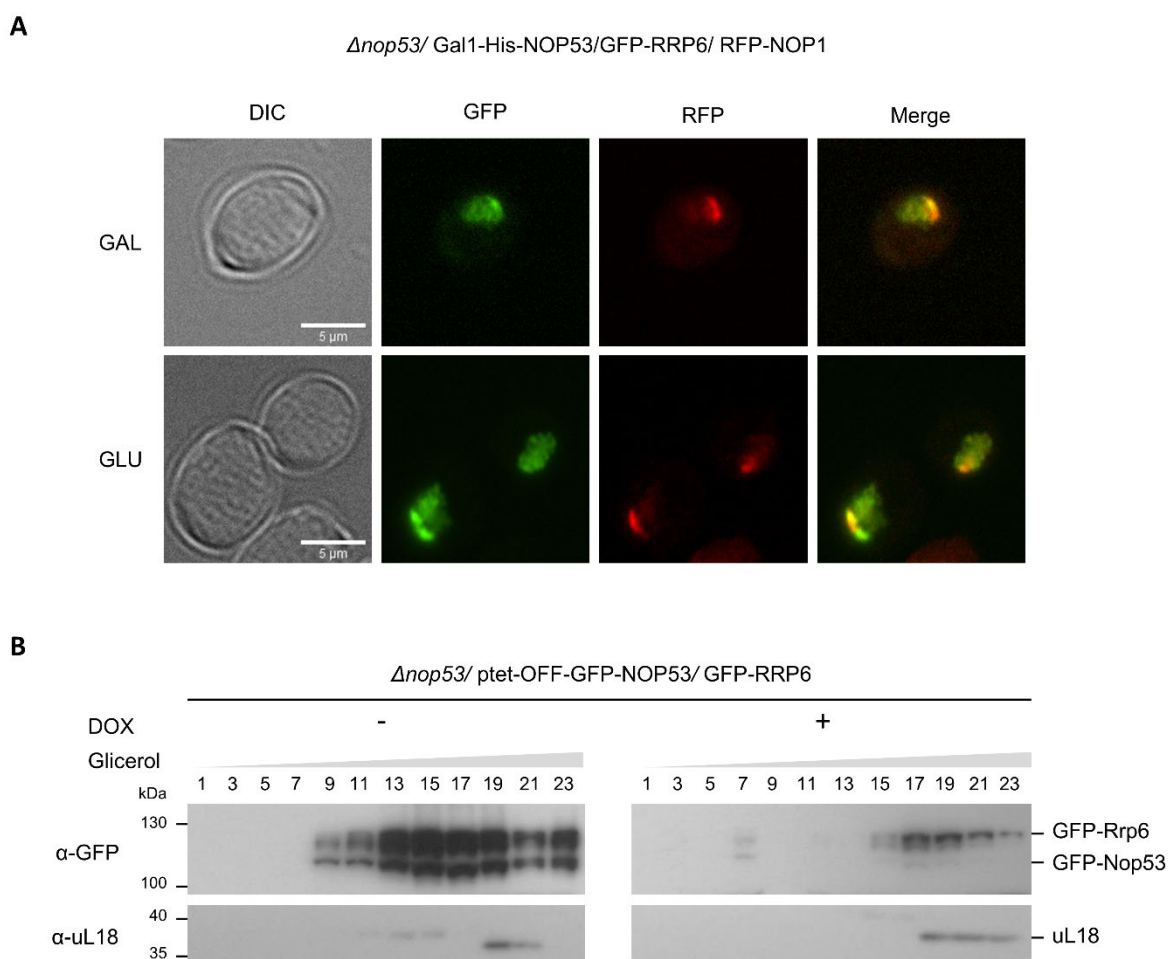 A
Δnop53/ Gal1-His-NOP53/GFP-RRP6/ RFP-NOP1
DIC GFP RFP Merge
GAL
5 µm
GLU
5 µm
B
Δnop53/ ptet-OFF-GFP-NOP53/ GFP-RRP6
DOX - +
Glicerol
1 3 5 7 9 11 13 15 17 19 21 23 1 3 5 7 9 11 13 15 17 19 21 23
kDa
130
α-GFP GFP-Rrp6
GFP-Nop53
100
40
α-uL18 uL18
35